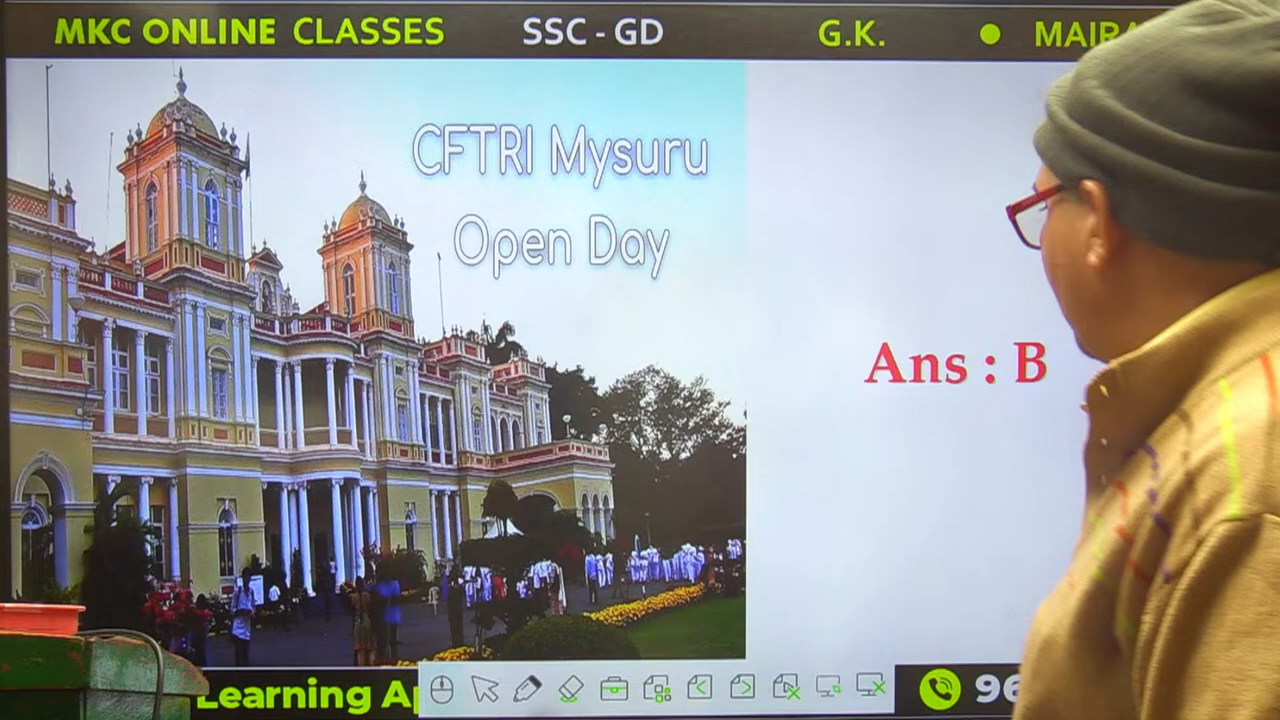 MKC ONLINE CLASSES SSC - GD G.K.
CFTRI Mysuru
Open Day
Ans : B
Learning